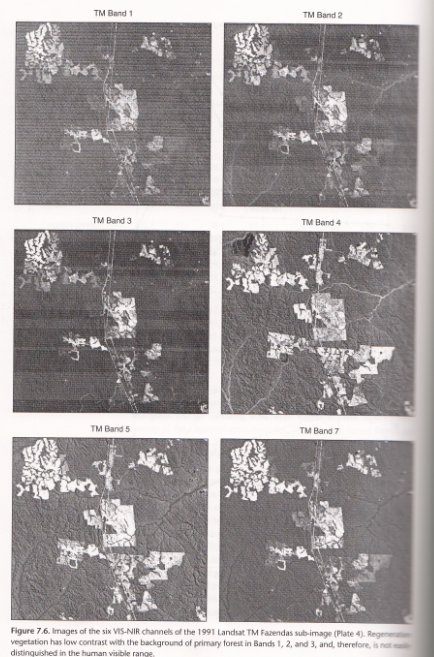 TM Band 1
TM Band 2
TM Band 3
TM Band 4
TM Band 5
TM Band 7
Figure 7.6. Images of the six VIS-NIR channels of the 1991 Landsat TM Fazendas sub-image (Plate 4). Regeneration
vegetation has low contrast with the background of primary forest in Bands 1, 2, and 3, and, therefore, is not easily
distinguished in the human visible range.